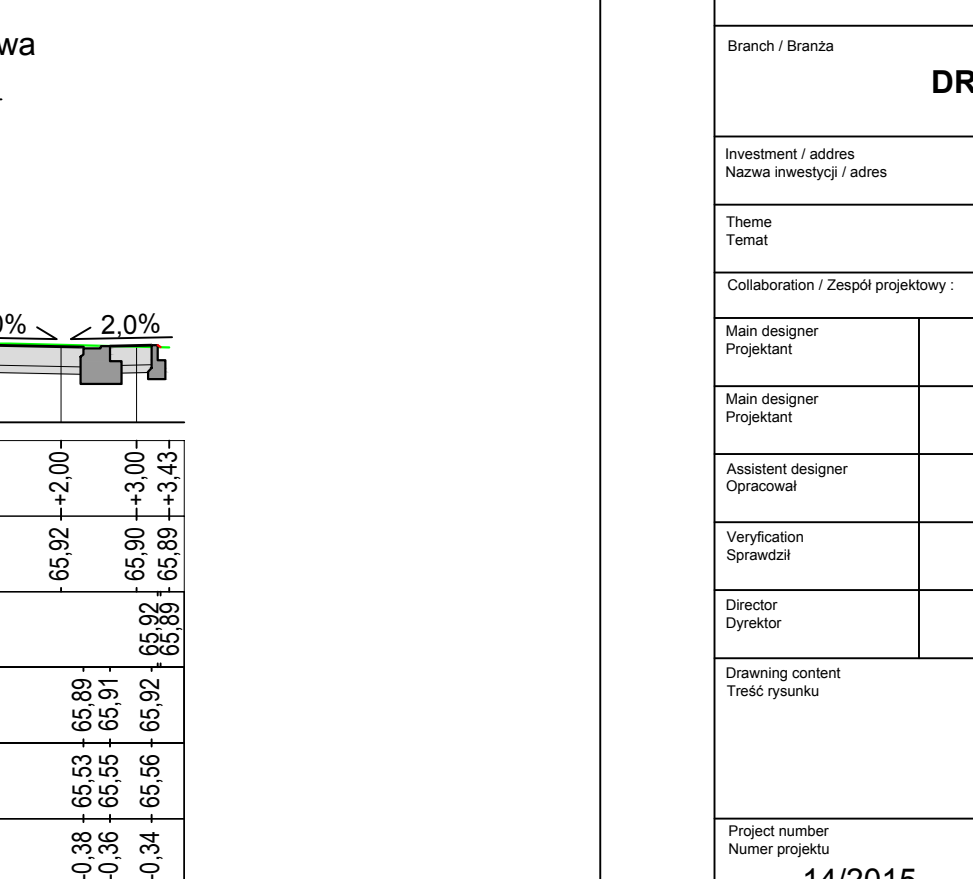 wa
0% 2,0%
+2,00 +3,00 +3,43
65,92 65,90 65,89
65,92 65,89
65,89 65,91 65,92
65,53 65,55 65,56
-0,38 -0,36 -0,34
Branch / Branża
DR
Investment / addres
Nazwa inwestycji / adres
Theme
Temat
Collaboration / Zespół projektowy :
Main designer
Projektant
Main designer
Projektant
Assistent designer
Opracował
Veryfication
Sprawdził
Director
Dyrektor
Drawning content
Treść rysunku
Project number
Numer projektu
14/2015